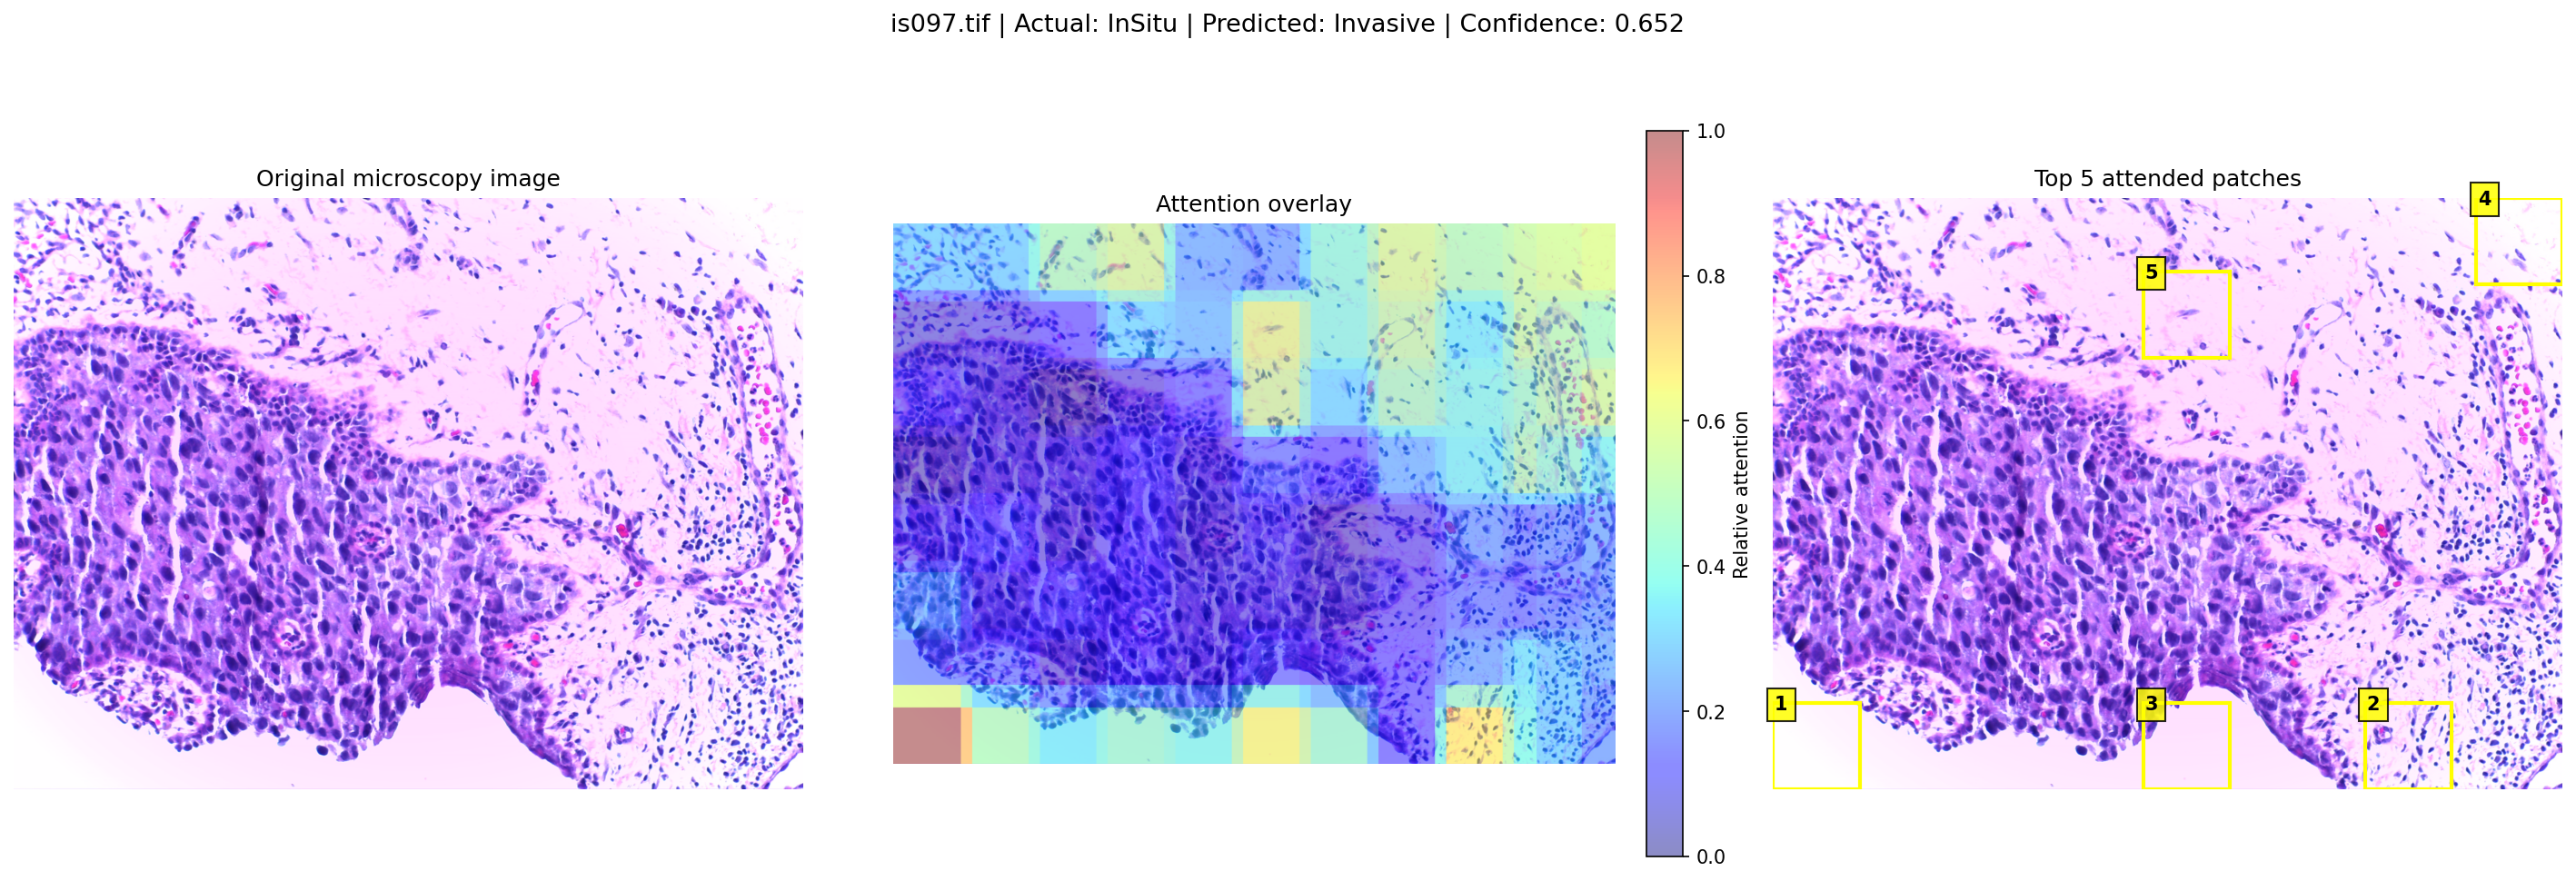 is097.tif | Actual: InSitu | Predicted: Invasive | Confidence: 0.652
Original microscopy image
Attention overlay
1.0
0.8
0.6
0.4
0.2
0.0
Relative attention
Top 5 attended patches
4
5
1
3
2